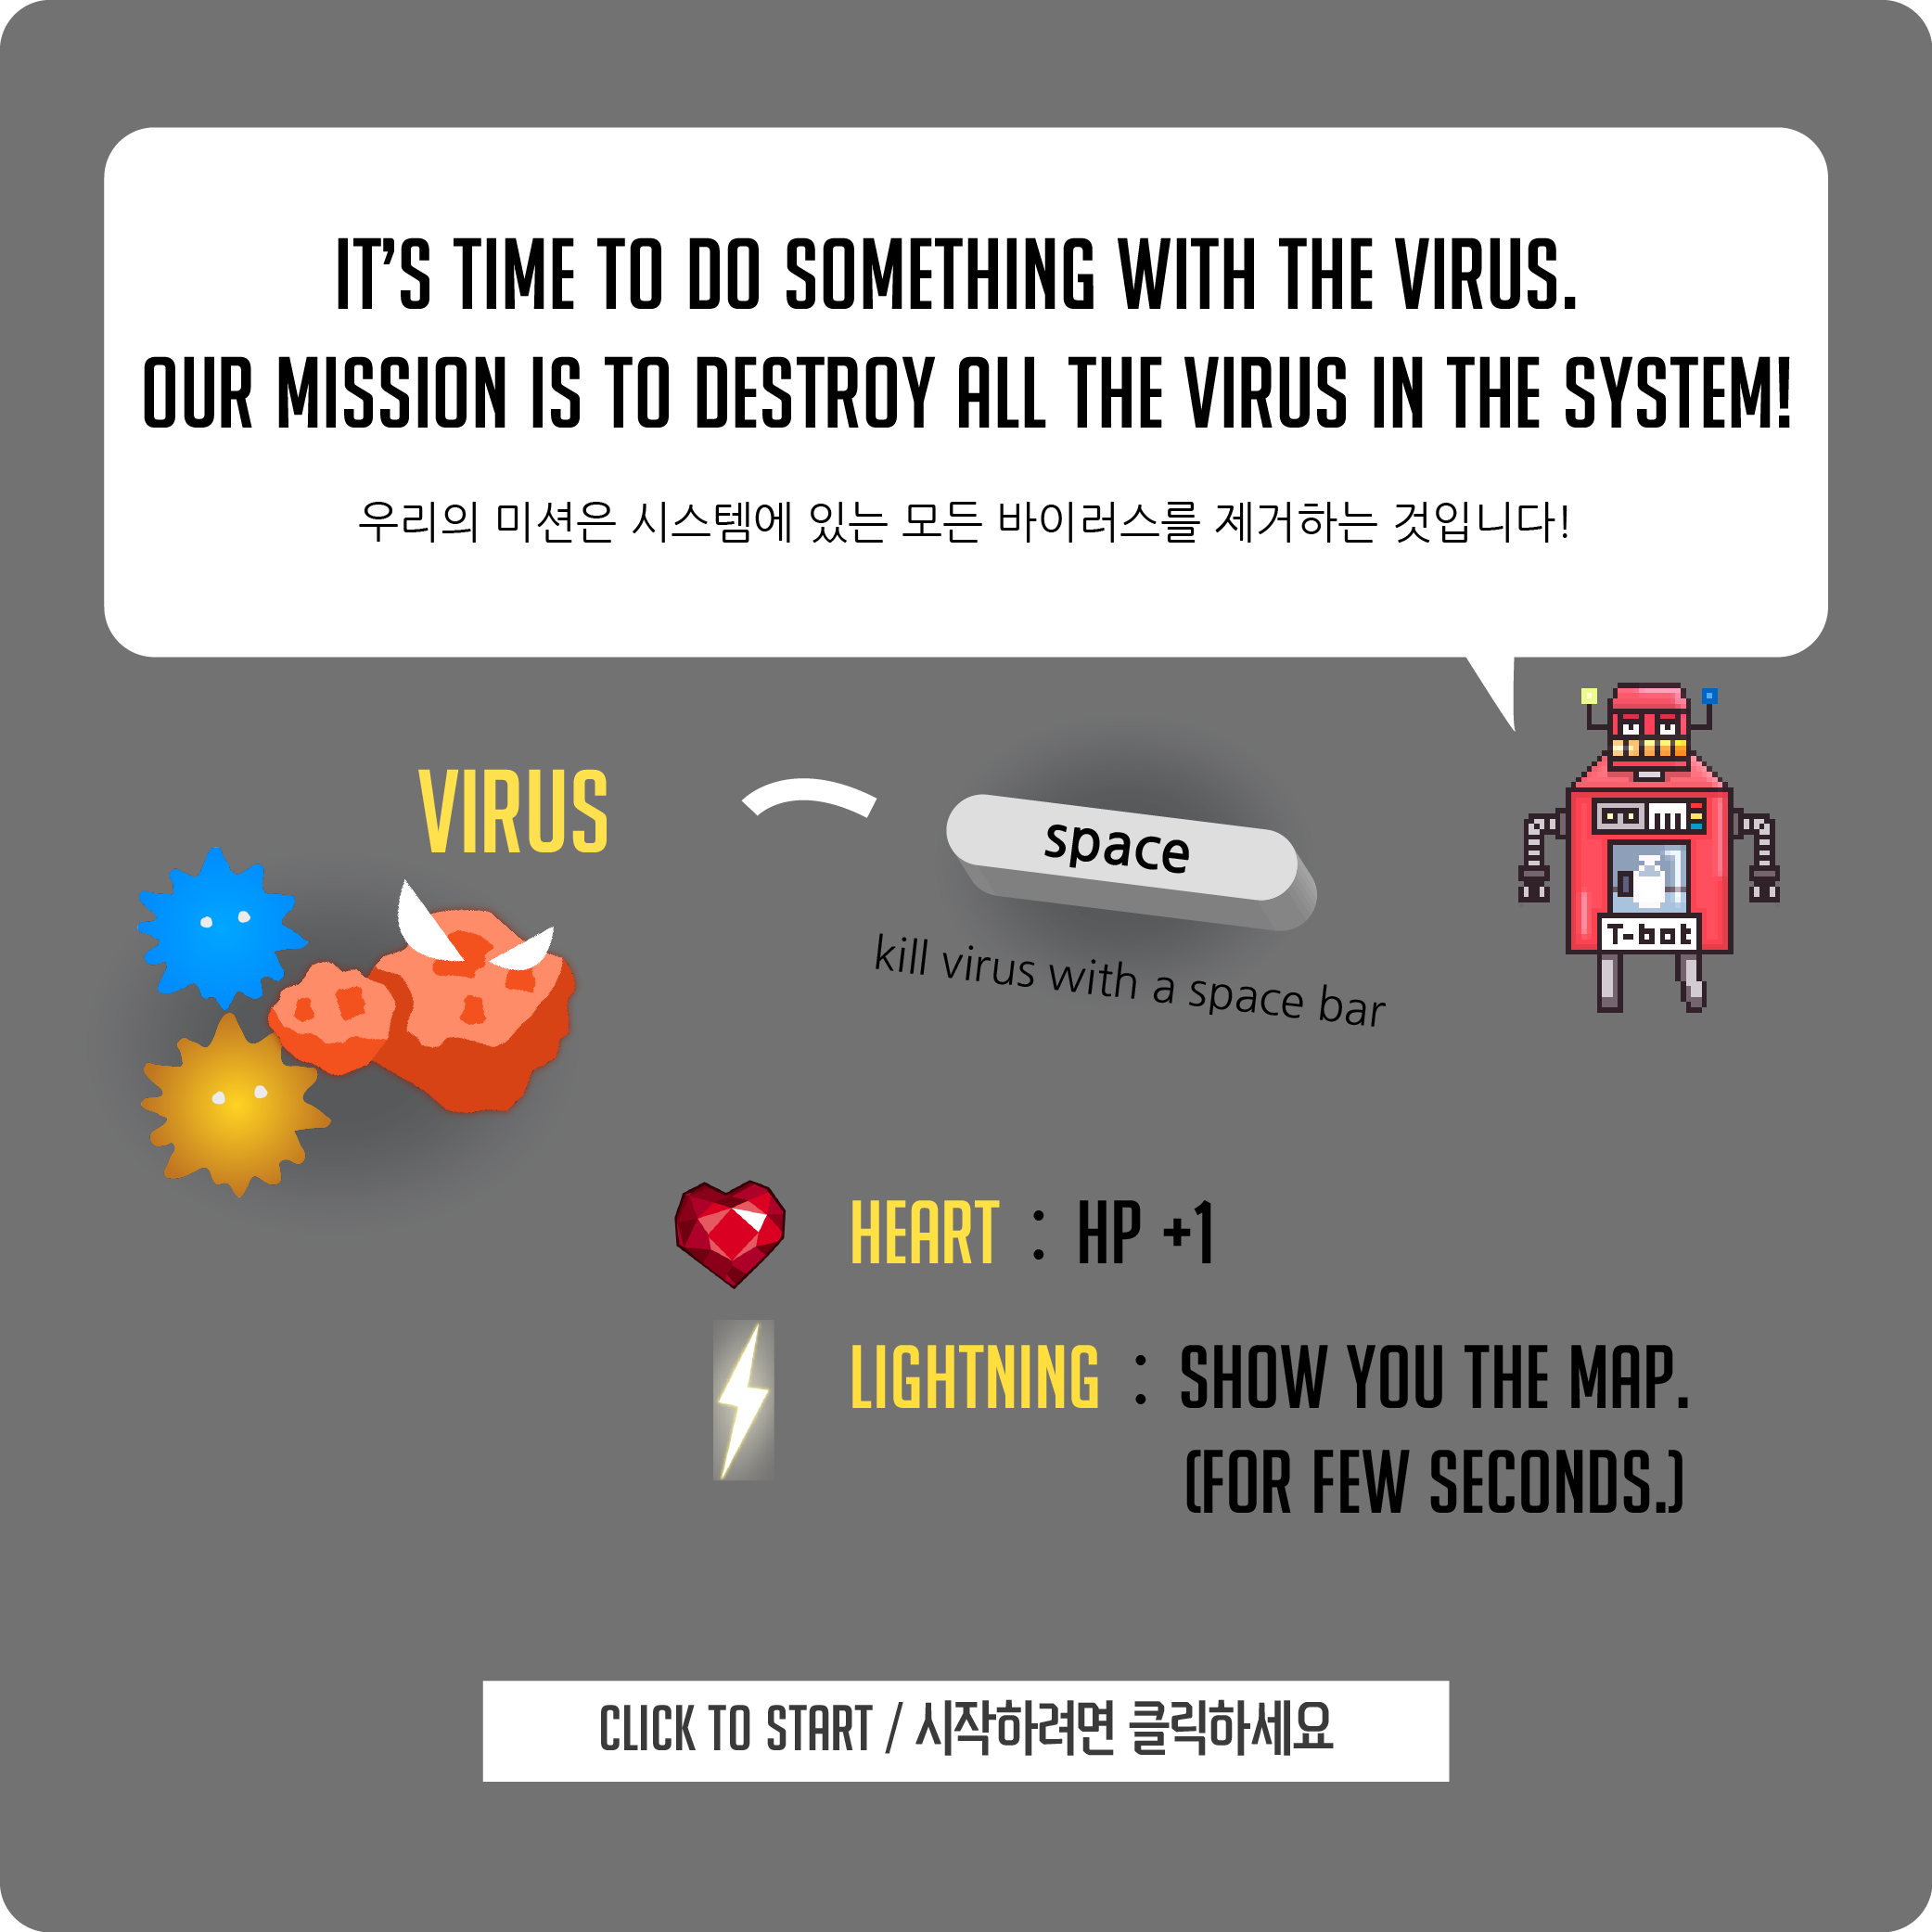 IT'S TIME TO DO SOMETHING WITH THE VIRUS.
OUR MISSION IS TO DESTROY ALL THE VIRUS IN THE SYSTEM!
우리의 미션은 시스템에 있는 모든 바이러스를 제거하는 것입니다!
VIRUS
space
kill virus with a space bar
T-bot
HEART : HP +1
LIGHTNING : SHOW YOU THE MAP.
(FOR FEW SECONDS.)
CLICK TO START / 시작하려면 클릭하세요